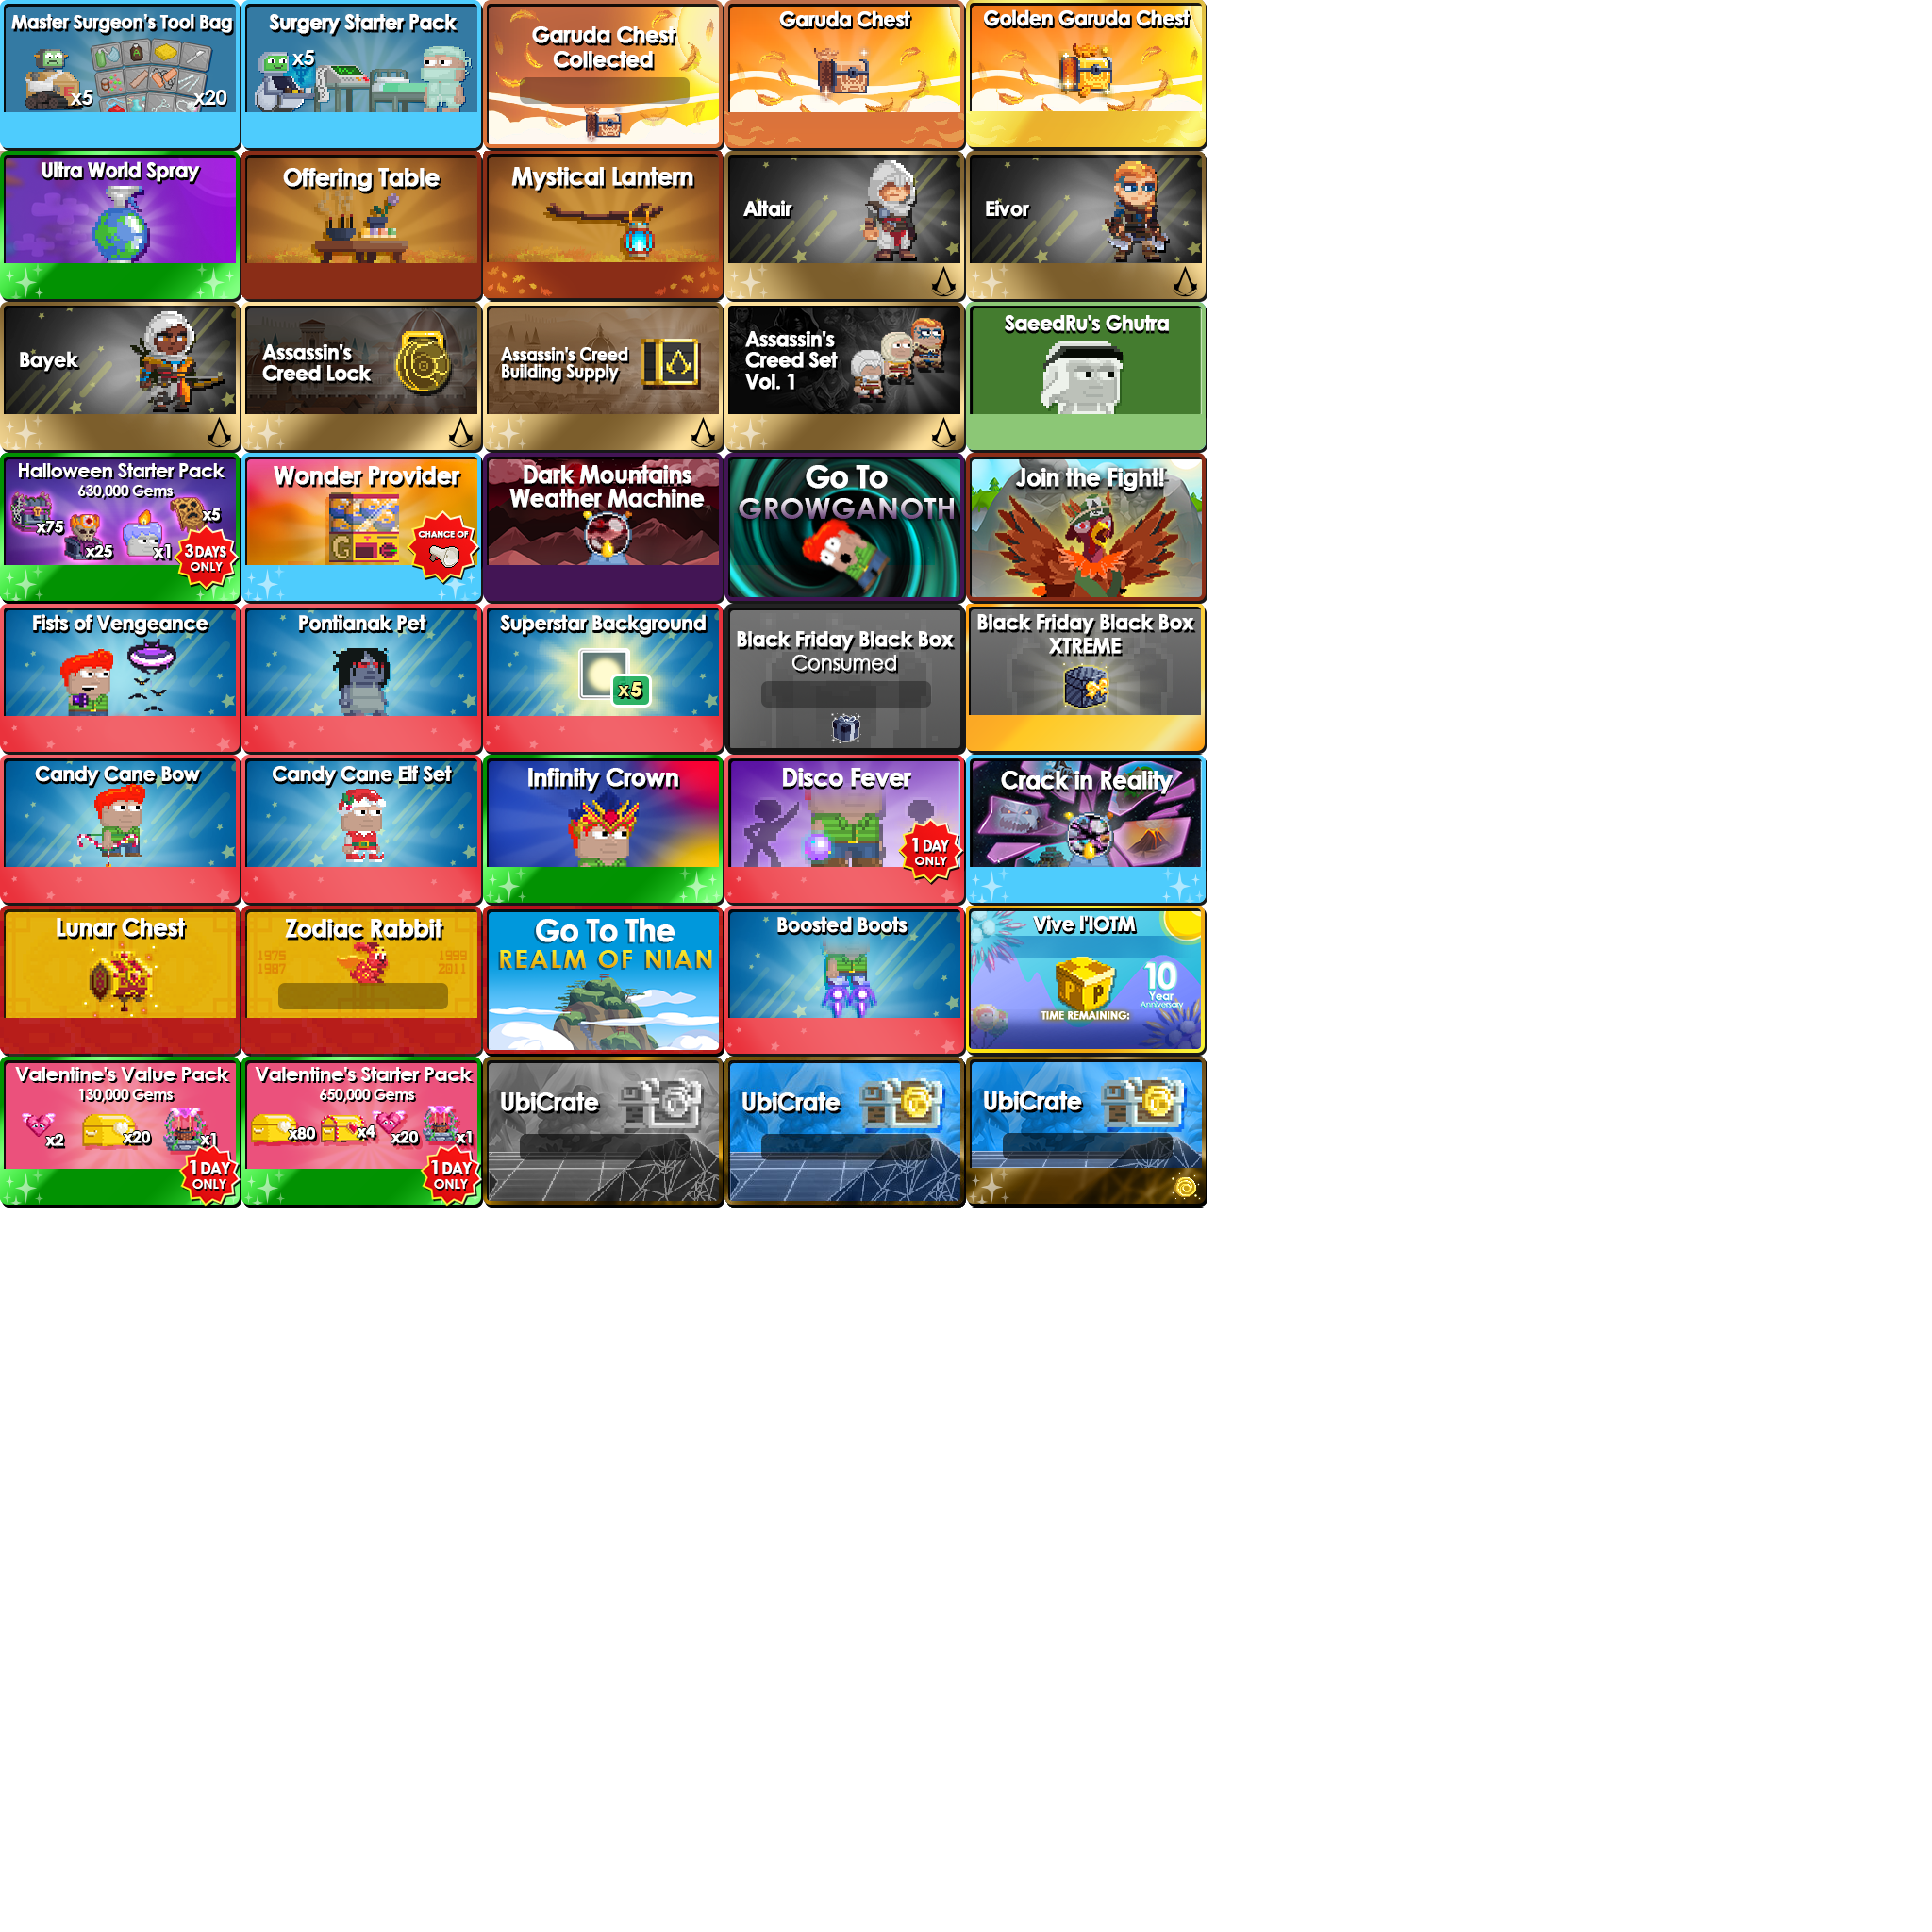 Master Surgeon's Tool Bag
x5
x20
Surgery Starter Pack
x5
Garuda Chest
Collected
Garuda Chest
Golden Garuda Chest
Ultra World Spray
Offering Table
Mystical Lantern
Altair
Eivor
Bayek
Assassin's
Creed Lock
Assassin's Creed
Building Supply
Assassin's
Creed Set
Vol. 1
SaeedRu's Ghutra
Halloween Starter Pack
630,000 Gems
x75
x25
x1
x5
3 DAYS
ONLY
Wonder Provider
G
CHANCE OF
Dark Mountains
Weather Machine
Go To
GROWGANOTH
Join the Fight!
Fists of Vengeance
Pontianak Pet
Superstar Background
x5
Black Friday Black Box
Consumed
Black Friday Black Box
XTREME
Candy Cane Bow
Candy Cane Elf Set
Infinity Crown
Disco Fever
1 DAY
ONLY
Crack in Reality
Lunar Chest
Zodiac Rabbit
1975
1987
1999
2011
Go To The
REALM OF NIAN
Boosted Boots
Vive l'IOTM
P P
10
Year
Anniversary
TIME REMAINING:
Valentine's Value Pack
130,000 Gems
x2
x20
x1
1 DAY
ONLY
Valentine's Starter Pack
650,000 Gems
x80
x4
x20
x1
1 DAY
ONLY
UbiCrate
UbiCrate
UbiCrate